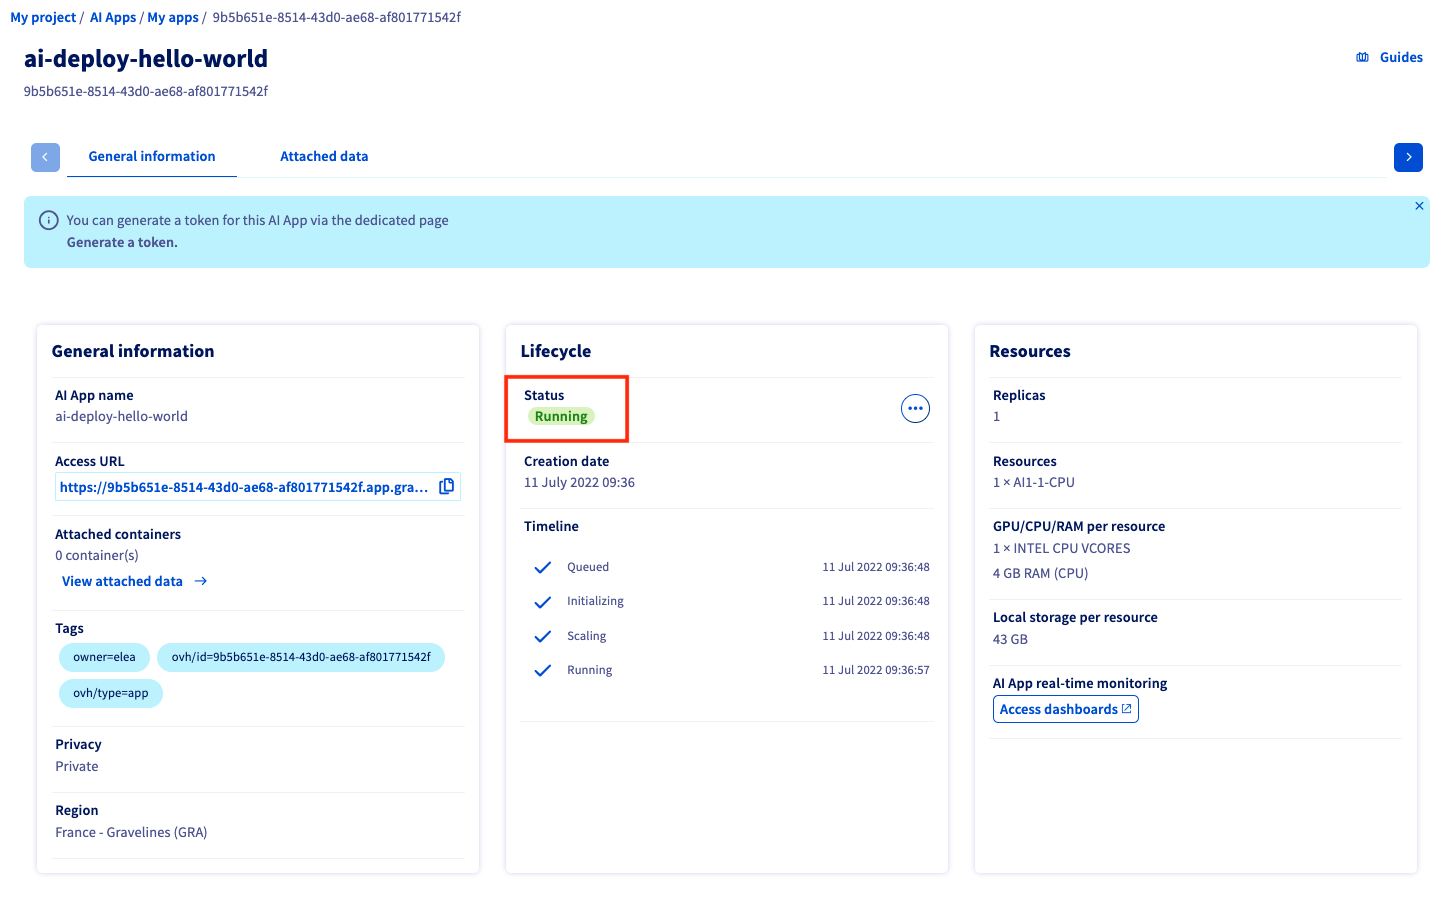 My project / AI Apps / My apps / 9b5b651e-8514-43d0-ae68-af801771542f
ai-deploy-hello-world
Guides
9b5b651e-8514-43d0-ae68-af801771542f
General information
Attached data
You can generate a token for this AI App via the dedicated page
Generate a token.
General information
AI App name
ai-deploy-hello-world
Access URL
https://9b5b651e-8514-43d0-ae68-af801771542f.app.gra...
Attached containers
0 container(s)
View attached data
Tags
owner=elea
ovh/id=9b5b651e-8514-43d0-ae68-af801771542f
ovh/type=app
Privacy
Private
Region
France - Gravelines (GRA)
Lifecycle
Status
Running
Creation date
11 July 2022 09:36
Timeline
Queued 11 Jul 2022 09:36:48
Initializing 11 Jul 2022 09:36:48
Scaling 11 Jul 2022 09:36:48
Running 11 Jul 2022 09:36:57
Resources
Replicas
1
Resources
1 × AI1-1-CPU
GPU/CPU/RAM per resource
1 × INTEL CPU VCORES
4 GB RAM (CPU)
Local storage per resource
43 GB
AI App real-time monitoring
Access dashboards